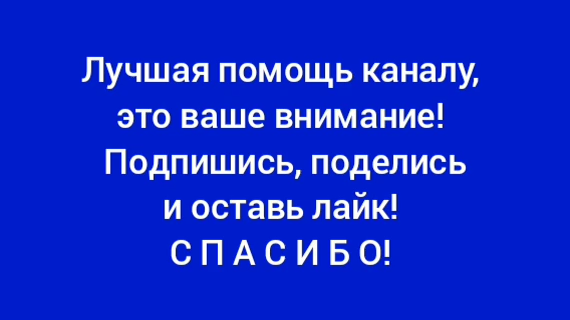 Лучшая помощь каналу,
это ваше внимание!
Подпишись, поделись
и оставь лайк!
С П А С И Б О!